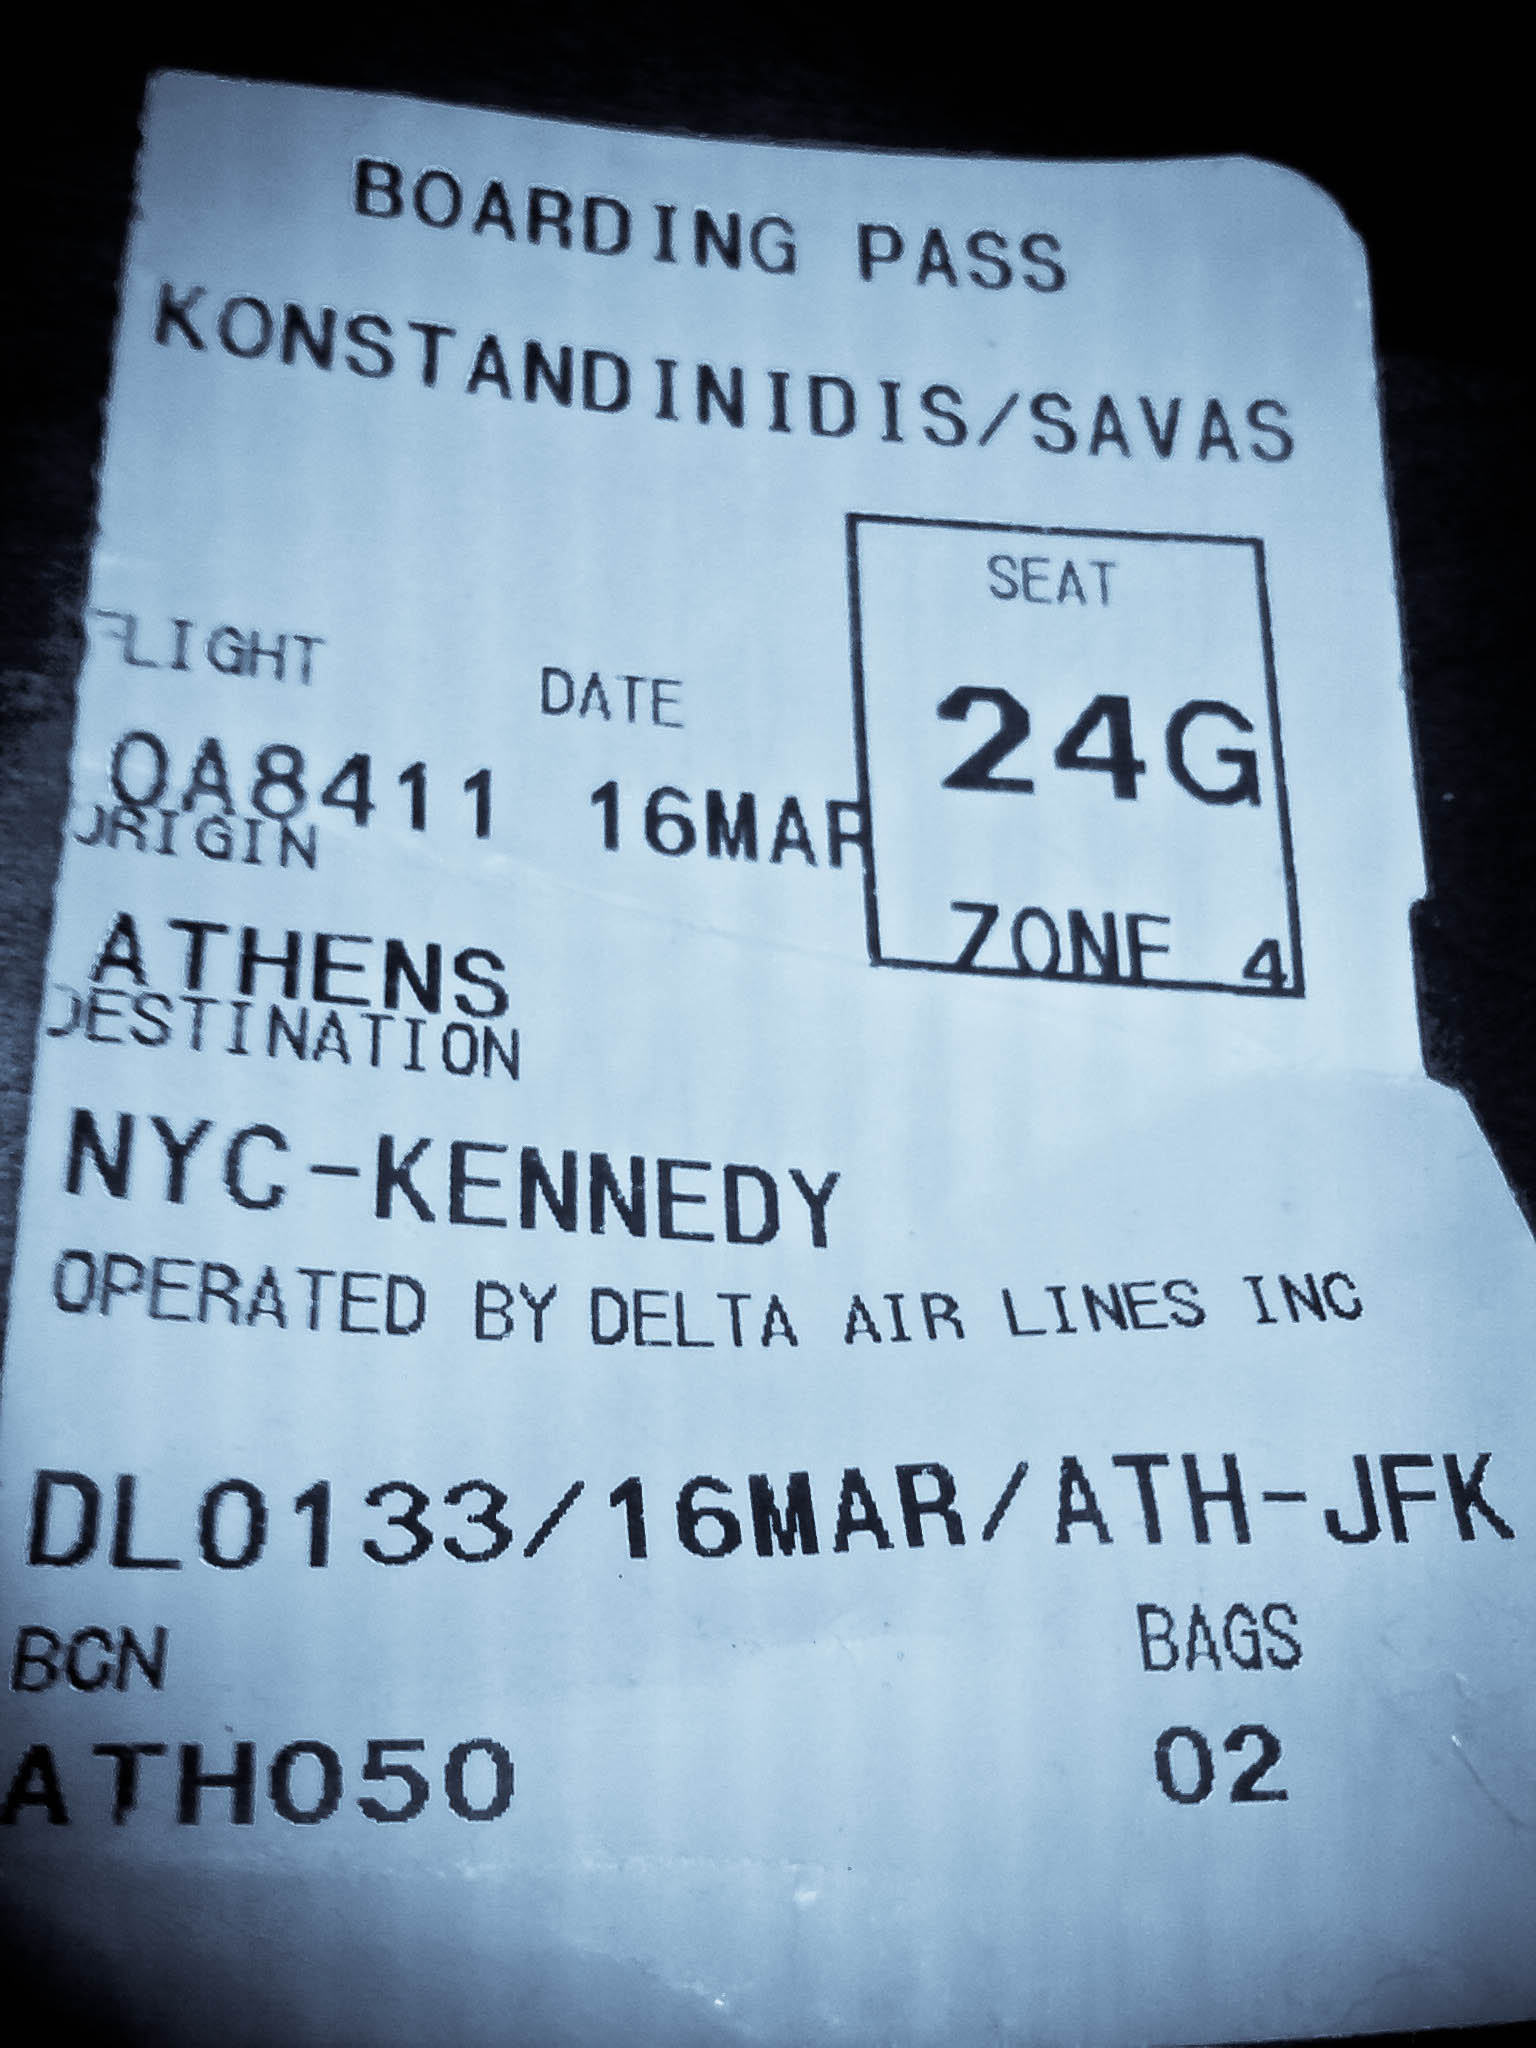 BOARDING PASS
KONSTANDINIDIS/SAVAS
SEAT
24G
ZONE 4
FLIGHT DATE
OA8411 16MAR
ORIGIN
ATHENS
DESTINATION
NYC-KENNEDY
OPERATED BY DELTA AIR LINES INC
DL0133/16MAR/ATH-JFK
BCN BAGS
ATH050 02